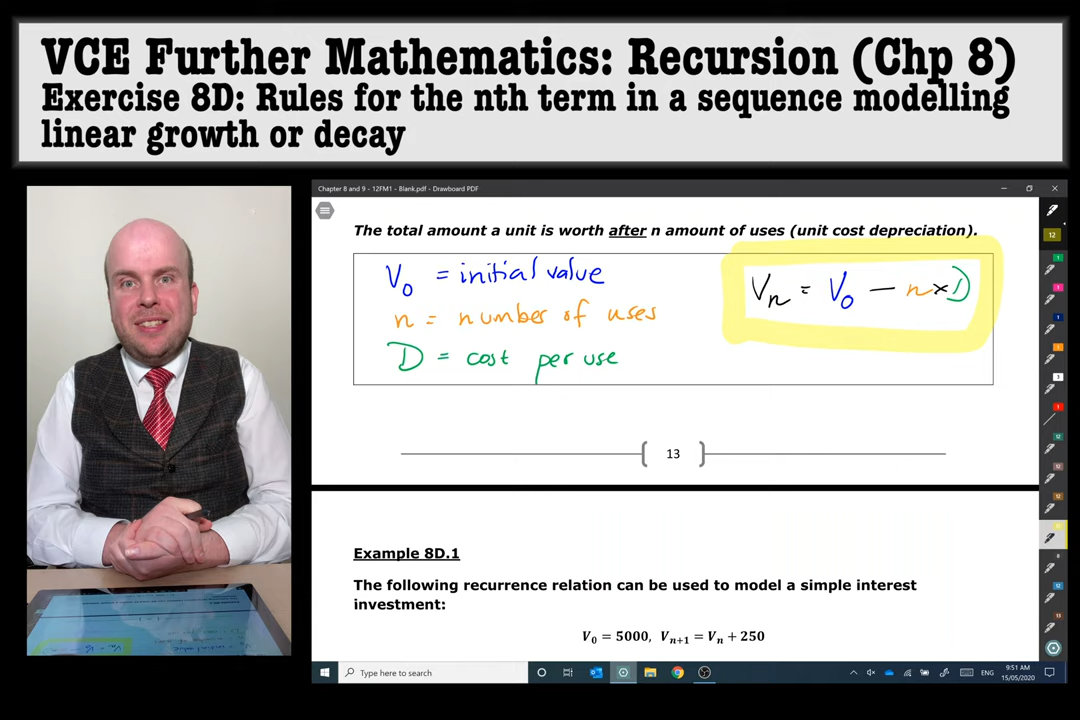 VCE Further Mathematics: Recursion (Chp 8)
Exercise 8D: Rules for the nth term in a sequence modelling
linear growth or decay
Chapter 8 and 9 - 12FM1 - Blank.pdf - Drawboard PDF
The total amount a unit is worth after n amount of uses (unit cost depreciation).
V₀ = initial value
n = number of uses
D = cost per use
Vₙ = V₀ — n×D
13
Example 8D.1
The following recurrence relation can be used to model a simple interest
investment:
V₀ = 5000, Vₙ₊₁ = Vₙ + 250
Type here to search
ENG
9:51 AM
15/05/2020